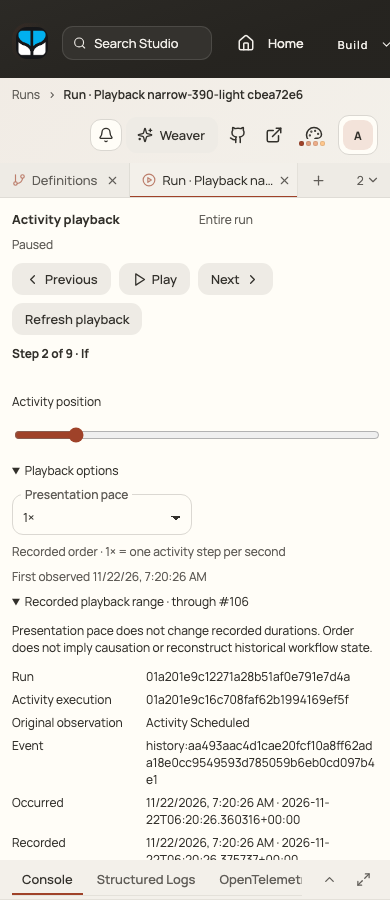 Search Studio
Home
Build
Runs > Run · Playback narrow-390-light cbea72e6
Weaver
A
Definitions
Run · Playback na...
2
Activity playback
Entire run
Paused
Previous
Play
Next
Refresh playback
Step 2 of 9 · If
Activity position
Playback options
Presentation pace
1×
Recorded order · 1× = one activity step per second
First observed 11/22/26, 7:20:26 AM
Recorded playback range · through #106
Presentation pace does not change recorded durations. Order
does not imply causation or reconstruct historical workflow state.
Run 01a201e9c12271a28b51af0e791e7d4a
Activity execution 01a201e9c16c708faf62b1994169ef5f
Original observation Activity Scheduled
Event history:aa493aac4d1cae20fcf10a8ff62ad
a18e0cc9549593d785059b6eb0cd097b4
e1
Occurred 11/22/2026, 7:20:26 AM · 2026-11-
22T06:20:26.360316+00:00
Recorded 11/22/2026, 7:20:26 AM · 2026-11-
22T06:20:26.375737+00:00
Console
Structured Logs
OpenTelemet